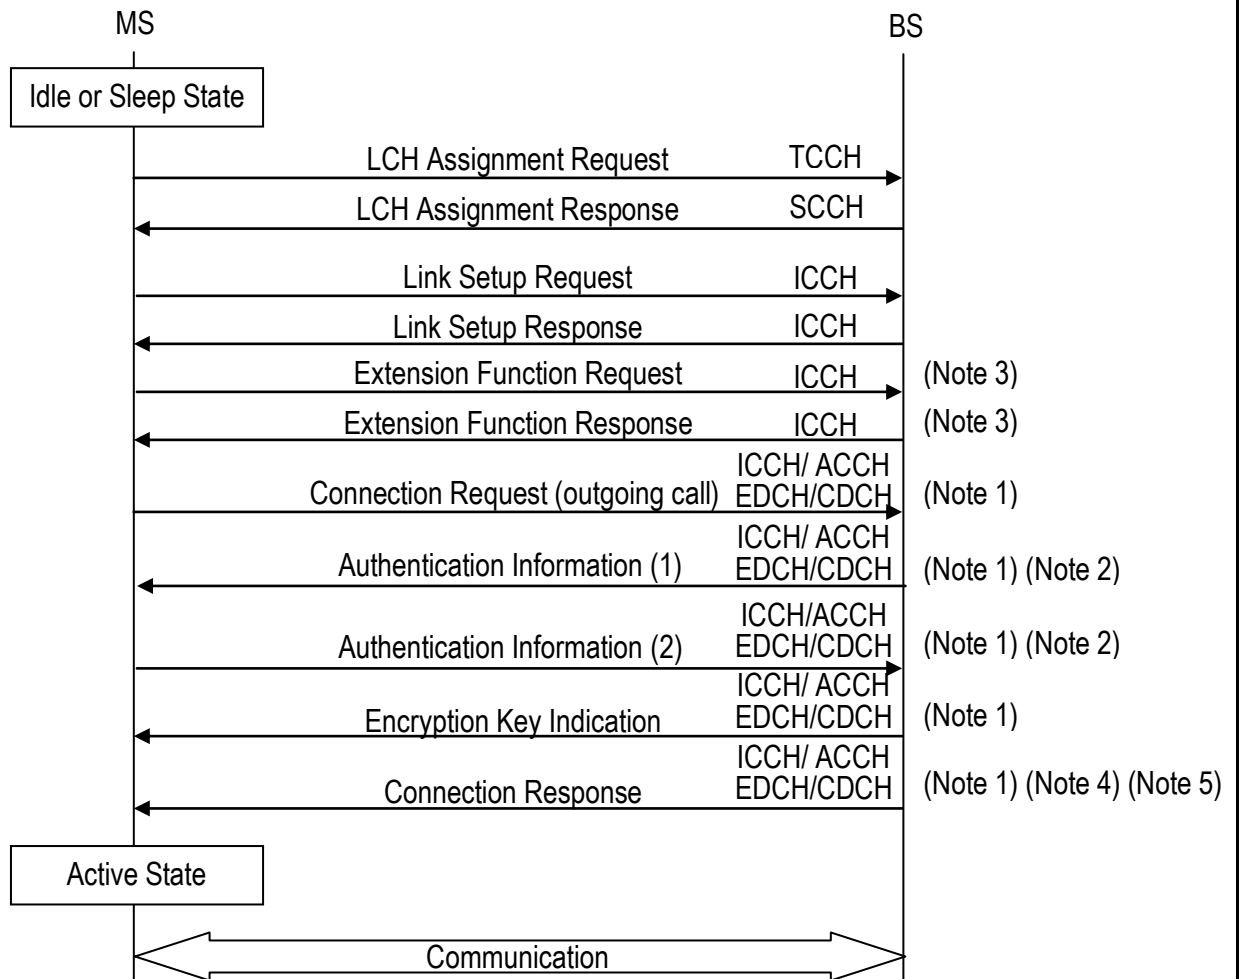 MS BS
Idle or Sleep State
LCH Assignment Request TCCH
LCH Assignment Response SCCH
Link Setup Request ICCH
Link Setup Response ICCH
Extension Function Request ICCH (Note 3)
Extension Function Response ICCH (Note 3)
ICCH/ ACCH
Connection Request (outgoing call) EDCH/CDCH (Note 1)
ICCH/ ACCH
Authentication Information (1) EDCH/CDCH (Note 1) (Note 2)
ICCH/ACCH
Authentication Information (2) EDCH/CDCH (Note 1) (Note 2)
ICCH/ ACCH
Encryption Key Indication EDCH/CDCH (Note 1)
ICCH/ ACCH
Connection Response EDCH/CDCH (Note 1) (Note 4) (Note 5)
Active State
Communication